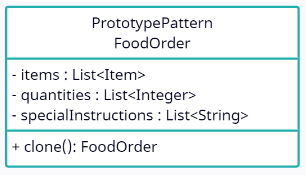 PrototypePattern
FoodOrder
- items : List<Item>
- quantities : List<Integer>
- specialInstructions : List<String>
+ clone(): FoodOrder